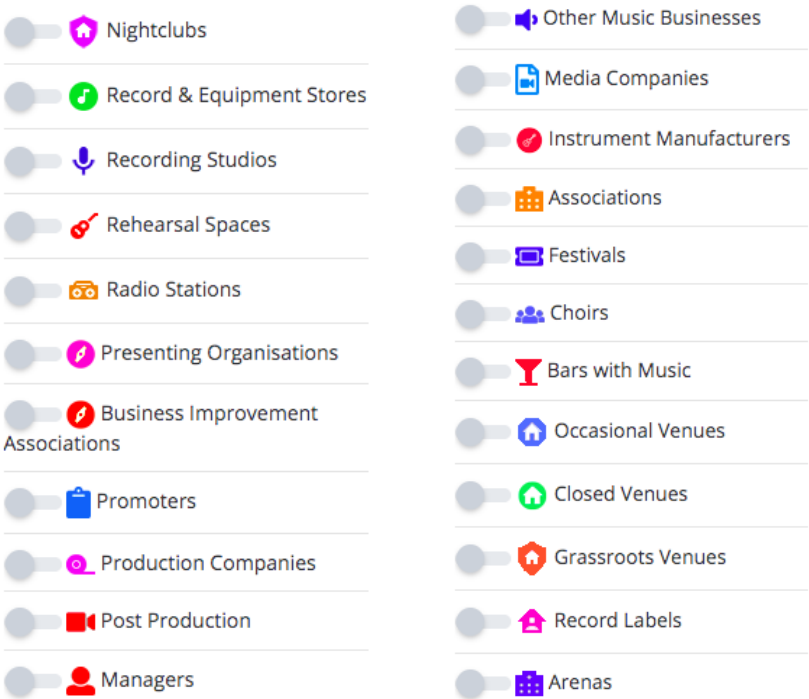 Nightclubs
Record & Equipment Stores
Recording Studios
Rehearsal Spaces
Radio Stations
Presenting Organisations
Business Improvement
Associations
Promoters
Production Companies
Post Production
Managers
Other Music Businesses
Media Companies
Instrument Manufacturers
Associations
Festivals
Choirs
Bars with Music
Occasional Venues
Closed Venues
Grassroots Venues
Record Labels
Arenas